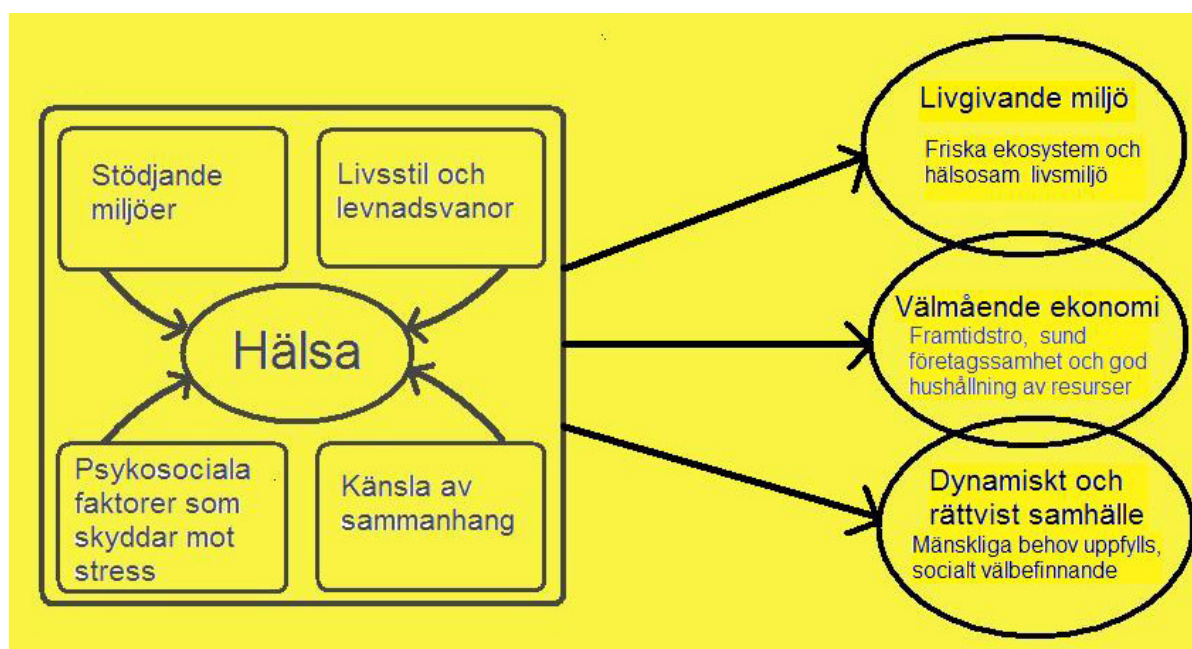 Stödjande
miljöer
Livsstil och
levnadsvanor
Hälsa
Psykosociala
faktorer som
skyddar mot
stress
Känsla av
sammanhang
Livgivande miljö
Friska ekosystem och
hälsosam livsmiljö
Välmående ekonomi
Framtidstro, sund
företagssamhet och god
hushållning av resurser
Dynamiskt och
rättvist samhälle
Mänskliga behov uppfylls,
socialt välbefinnande